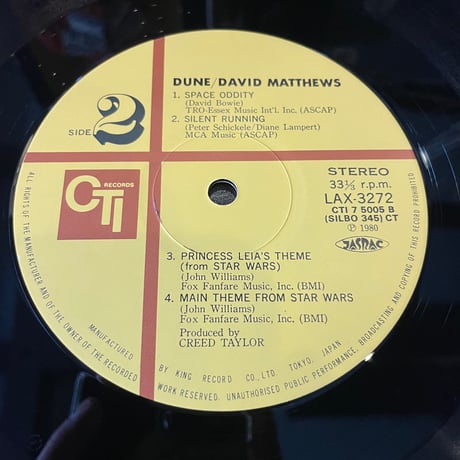 DUNE/DAVID MATTHEWS
1. SPACE ODDITY
(David Bowie)
TRO-Essex Music Int'l. Inc. (ASCAP)
2. SILENT RUNNING
(Peter Schickele/Diane Lampert)
MCA Music (ASCAP)
SIDE 2
CTI
RECORDS
STEREO
33⅓ r.p.m.
LAX-3272
CTI 7 5005 B
(SILBO 345) CT
Ⓟ 1980
JASRAC
3. PRINCESS LEIA'S THEME
(from STAR WARS)
(John Williams)
Fox Fanfare Music, Inc. (BMI)
4. MAIN THEME FROM STAR WARS
(John Williams)
Fox Fanfare Music, Inc. (BMI)
Produced by
CREED TAYLOR
MANUFACTURED BY KING RECORD CO., LTD. TOKYO, JAPAN
ALL RIGHTS OF THE MANUFACTURER AND OF THE OWNER OF THE RECORDED WORK RESERVED. UNAUTHORISED PUBLIC PERFORMANCE, BROADCASTING AND COPYING OF THIS RECORD PROHIBITED